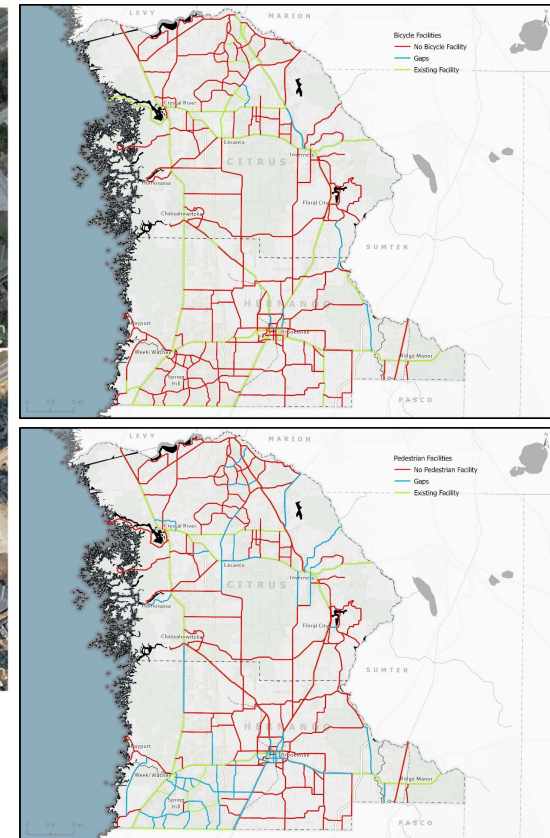 LEVY
MARION
N
Bicycle Facilities
No Bicycle Facility
Gaps
Existing Facility
Crystal River
Lecanto
Inverness
CITRUS
Homosassa
Floral City
Chassahowitzka
SUMTER
HERNANDO
Bayport
Brooksville
Weeki Wachee
Ridge Manor
Spring
Hill
PASCO
LEVY
MARION
N
Pedestrian Facilities
No Pedestrian Facility
Gaps
Existing Facility
Crystal River
Lecanto
Inverness
CITRUS
Homosassa
Floral City
Chassahowitzka
SUMTER
HERNANDO
Bayport
Brooksville
Weeki Wachee
Ridge Manor
Spring
Hill
PASCO